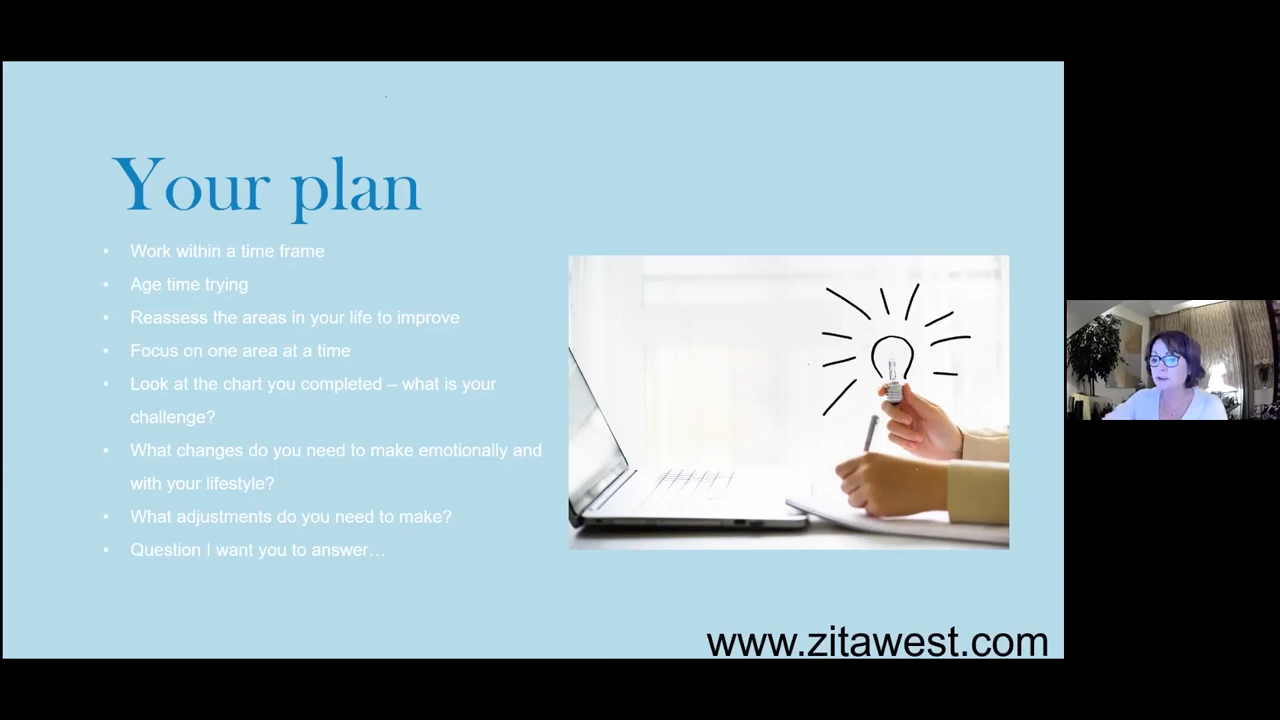 Your plan
• Work within a time frame
• Age time trying
• Reassess the areas in your life to improve
• Focus on one area at a time
• Look at the chart you completed – what is your
challenge?
• What changes do you need to make emotionally and
with your lifestyle?
• What adjustments do you need to make?
• Question I want you to answer…
www.zitawest.com